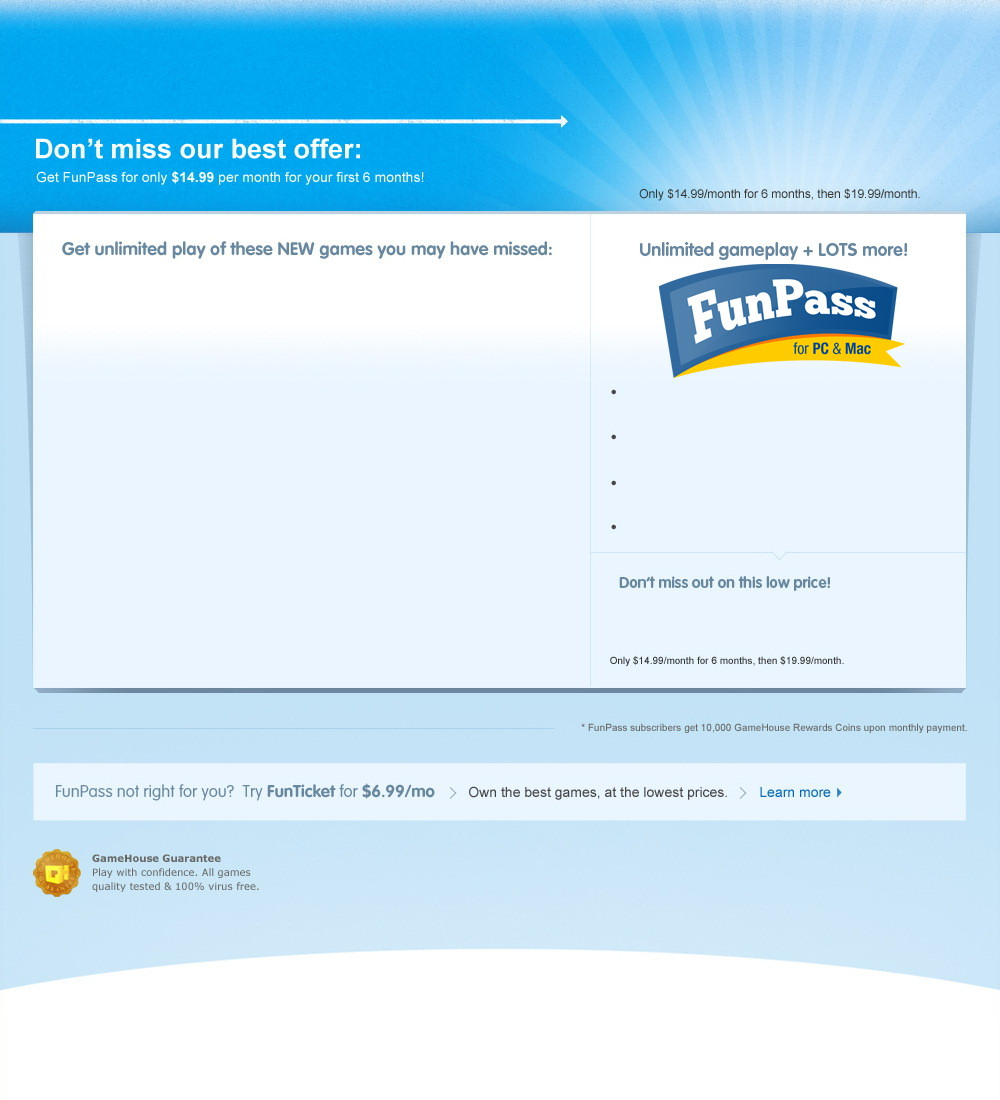 Don't miss our best offer:
Get FunPass for only $14.99 per month for your first 6 months!
Only $14.99/month for 6 months, then $19.99/month.
Get unlimited play of these NEW games you may have missed:
Unlimited gameplay + LOTS more!
FunPass
for PC & Mac
•
•
•
•
Don't miss out on this low price!
Only $14.99/month for 6 months, then $19.99/month.
* FunPass subscribers get 10,000 GameHouse Rewards Coins upon monthly payment.
FunPass not right for you? Try FunTicket for $6.99/mo
Own the best games, at the lowest prices.
Learn more
GameHouse Guarantee
Play with confidence. All games
quality tested & 100% virus free.